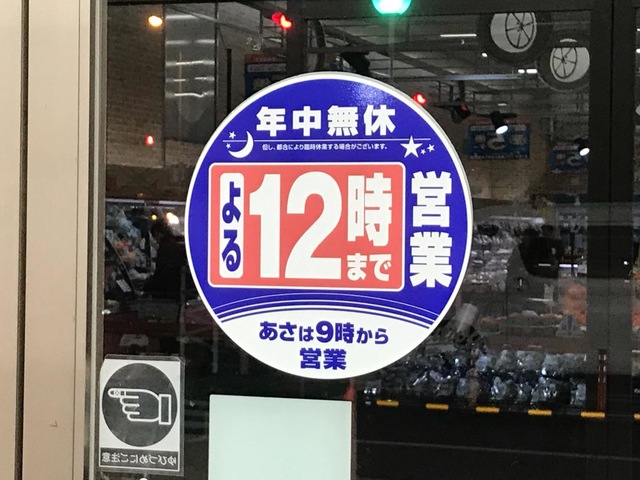 年中無休
但し、都合により臨時休業する場合がございます。
よる12時まで営業
あさは9時から
営業
ゆびづめにご注意